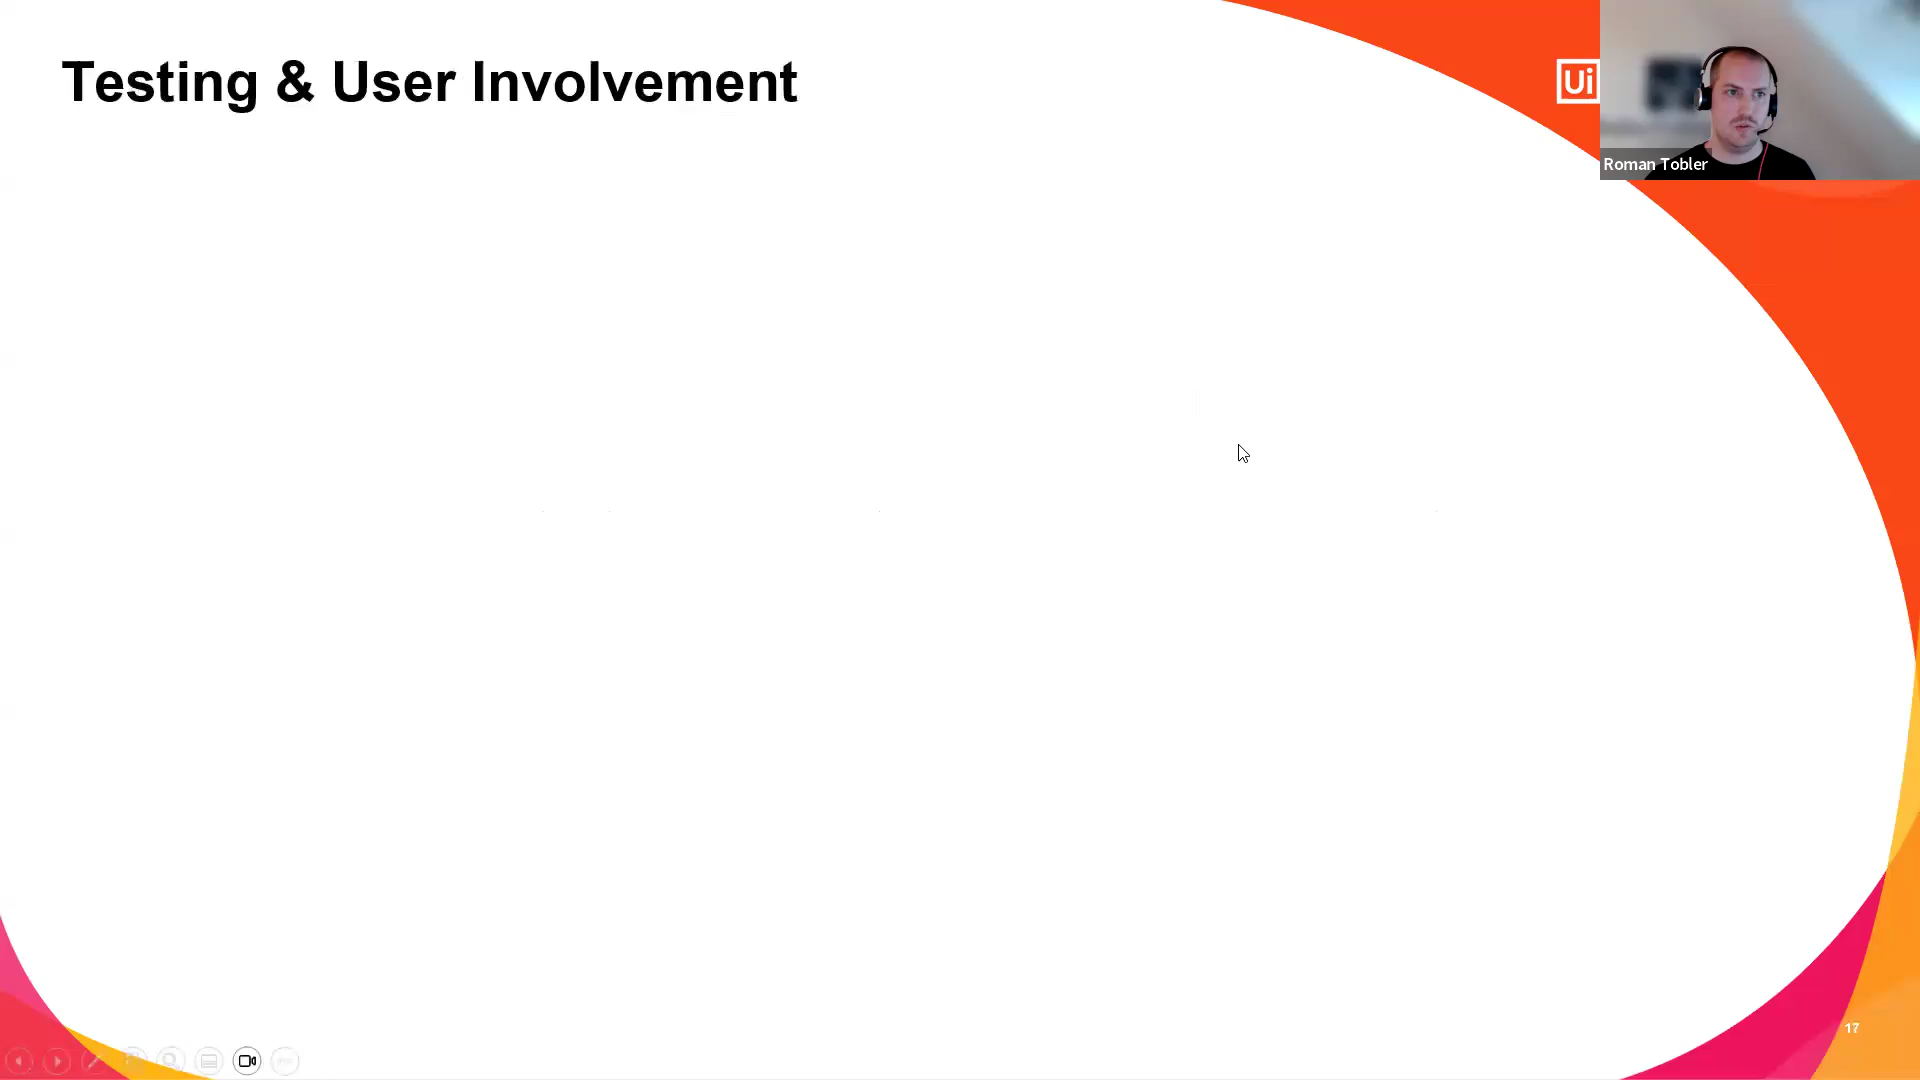 Testing & User Involvement
Ui
Roman Tobler
17